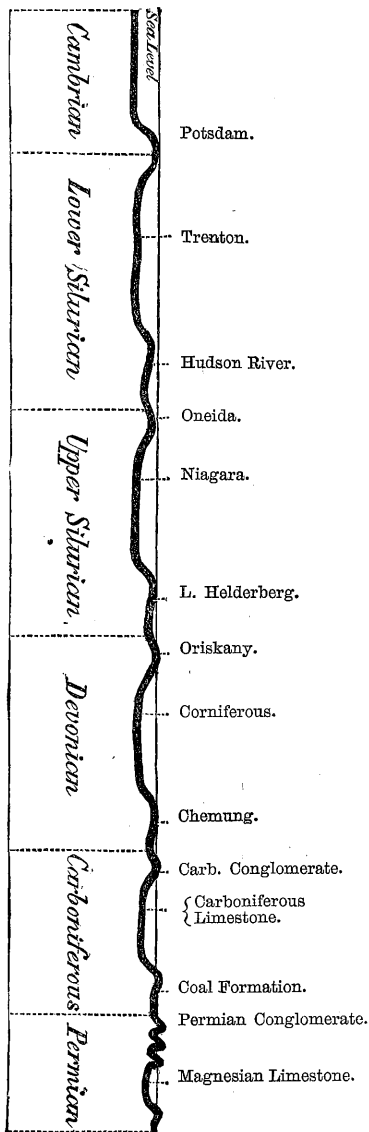 Sea Level
Cambrian
Potsdam.
Lower Silurian
Trenton.
Hudson River.
Oneida.
Upper Silurian.
Niagara.
L. Helderberg.
Oriskany.
Devonian
Corniferous.
Chemung.
Carboniferous
Carb. Conglomerate.
{ Carboniferous
Limestone.
Coal Formation.
Permian
Permian Conglomerate.
Magnesian Limestone.